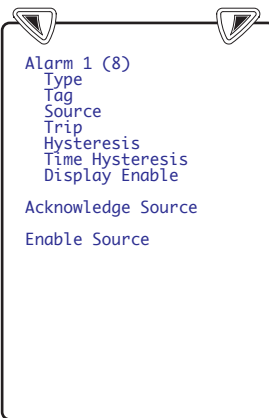 Alarm 1 (8)
Type
Tag
Source
Trip
Hysteresis
Time Hysteresis
Display Enable
Acknowledge Source
Enable Source